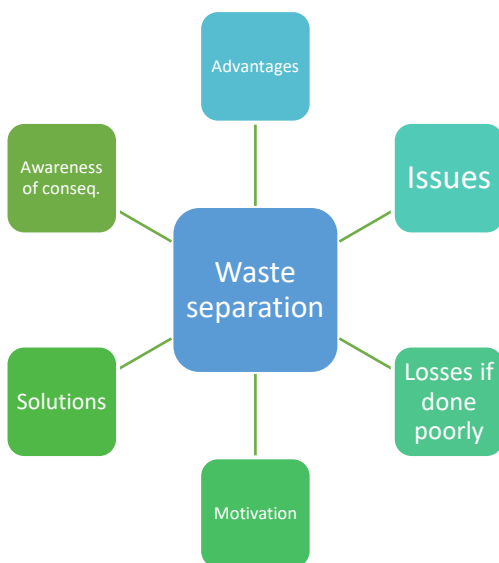 Advantages
Issues
Awareness
of conseq.
Waste
separation
Solutions
Losses if
done
poorly
Motivation